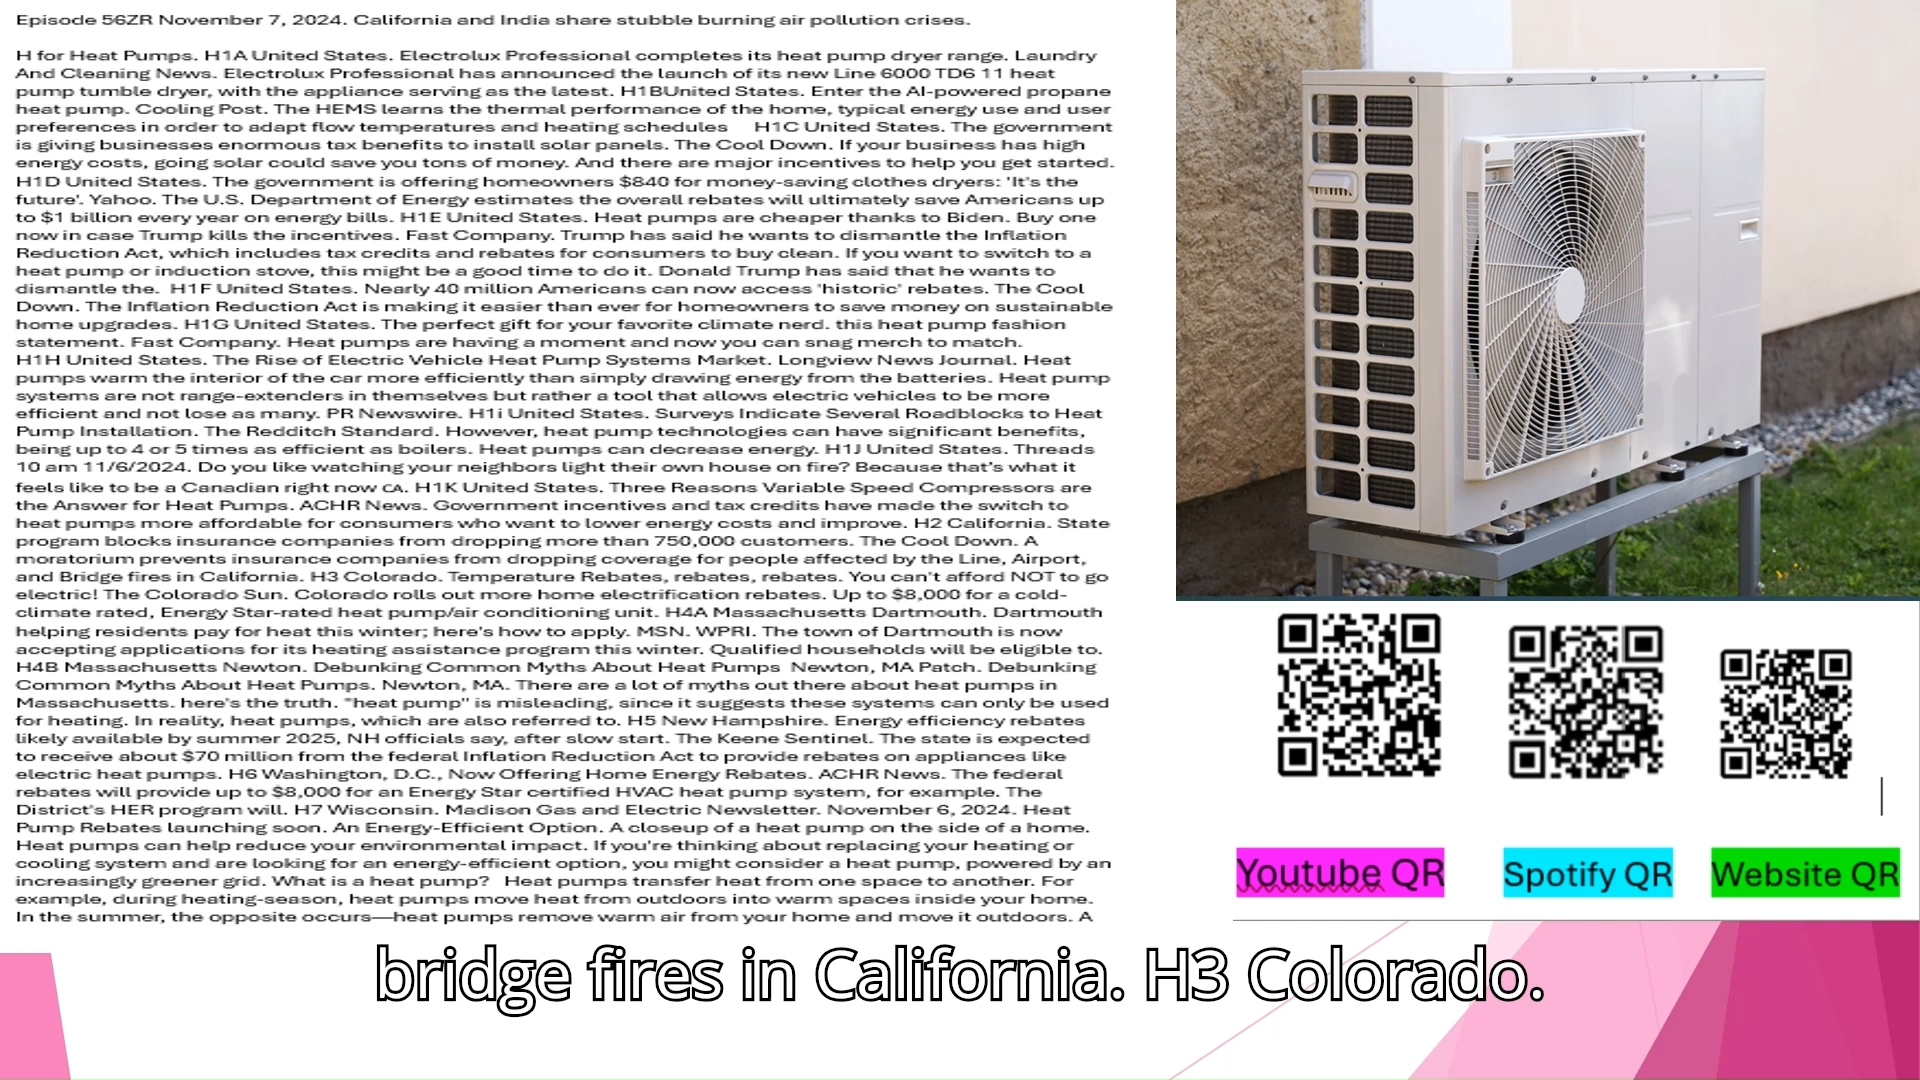 Episode 56ZR November 7, 2024. California and India share stubble burning air pollution crises.
H for Heat Pumps. H1A United States. Electrolux Professional completes its heat pump dryer range. Laundry
And Cleaning News. Electrolux Professional has announced the launch of its new Line 6000 TD6 11 heat
pump tumble dryer, with the appliance serving as the latest. H1BUnited States. Enter the AI-powered propane
heat pump. Cooling Post. The HEMS learns the thermal performance of the home, typical energy use and user
preferences in order to adapt flow temperatures and heating schedules    H1C United States. The government
is giving businesses enormous tax benefits to install solar panels. The Cool Down. If your business has high
energy costs, going solar could save you tons of money. And there are major incentives to help you get started.
H1D United States. The government is offering homeowners $840 for money-saving clothes dryers: 'It's the
future'. Yahoo. The U.S. Department of Energy estimates the overall rebates will ultimately save Americans up
to $1 billion every year on energy bills. H1E United States. Heat pumps are cheaper thanks to Biden. Buy one
now in case Trump kills the incentives. Fast Company. Trump has said he wants to dismantle the Inflation
Reduction Act, which includes tax credits and rebates for consumers to buy clean. If you want to switch to a
heat pump or induction stove, this might be a good time to do it. Donald Trump has said that he wants to
dismantle the.  H1F United States. Nearly 40 million Americans can now access 'historic' rebates. The Cool
Down. The Inflation Reduction Act is making it easier than ever for homeowners to save money on sustainable
home upgrades. H1G United States. The perfect gift for your favorite climate nerd. this heat pump fashion
statement. Fast Company. Heat pumps are having a moment and now you can snag merch to match.
H1H United States. The Rise of Electric Vehicle Heat Pump Systems Market. Longview News Journal. Heat
pumps warm the interior of the car more efficiently than simply drawing energy from the batteries. Heat pump
systems are not range-extenders in themselves but rather a tool that allows electric vehicles to be more
efficient and not lose as many. PR Newswire. H1i United States. Surveys Indicate Several Roadblocks to Heat
Pump Installation. The Redditch Standard. However, heat pump technologies can have significant benefits,
being up to 4 or 5 times as efficient as boilers. Heat pumps can decrease energy. H1J United States. Threads
10 am 11/6/2024. Do you like watching your neighbors light their own house on fire? Because that's what it
feels like to be a Canadian right now CA. H1K United States. Three Reasons Variable Speed Compressors are
the Answer for Heat Pumps. ACHR News. Government incentives and tax credits have made the switch to
heat pumps more affordable for consumers who want to lower energy costs and improve. H2 California. State
program blocks insurance companies from dropping more than 750,000 customers. The Cool Down. A
moratorium prevents insurance companies from dropping coverage for people affected by the Line, Airport,
and Bridge fires in California. H3 Colorado. Temperature Rebates, rebates, rebates. You can't afford NOT to go
electric! The Colorado Sun. Colorado rolls out more home electrification rebates. Up to $8,000 for a cold-
climate rated, Energy Star-rated heat pump/air conditioning unit. H4A Massachusetts Dartmouth. Dartmouth
helping residents pay for heat this winter; here's how to apply. MSN. WPRI. The town of Dartmouth is now
accepting applications for its heating assistance program this winter. Qualified households will be eligible to.
H4B Massachusetts Newton. Debunking Common Myths About Heat Pumps  Newton, MA Patch. Debunking
Common Myths About Heat Pumps. Newton, MA. There are a lot of myths out there about heat pumps in
Massachusetts. here's the truth. "heat pump" is misleading, since it suggests these systems can only be used
for heating. In reality, heat pumps, which are also referred to. H5 New Hampshire. Energy efficiency rebates
likely available by summer 2025, NH officials say, after slow start. The Keene Sentinel. The state is expected
to receive about $70 million from the federal Inflation Reduction Act to provide rebates on appliances like
electric heat pumps. H6 Washington, D.C., Now Offering Home Energy Rebates. ACHR News. The federal
rebates will provide up to $8,000 for an Energy Star certified HVAC heat pump system, for example. The
District's HER program will. H7 Wisconsin. Madison Gas and Electric Newsletter. November 6, 2024. Heat
Pump Rebates launching soon. An Energy-Efficient Option. A closeup of a heat pump on the side of a home.
Heat pumps can help reduce your environmental impact. If you're thinking about replacing your heating or
cooling system and are looking for an energy-efficient option, you might consider a heat pump, powered by an
increasingly greener grid. What is a heat pump?   Heat pumps transfer heat from one space to another. For
example, during heating-season, heat pumps move heat from outdoors into warm spaces inside your home.
In the summer, the opposite occurs—heat pumps remove warm air from your home and move it outdoors. A
Youtube QR
Spotify QR
Website QR
bridge fires in California. H3 Colorado.